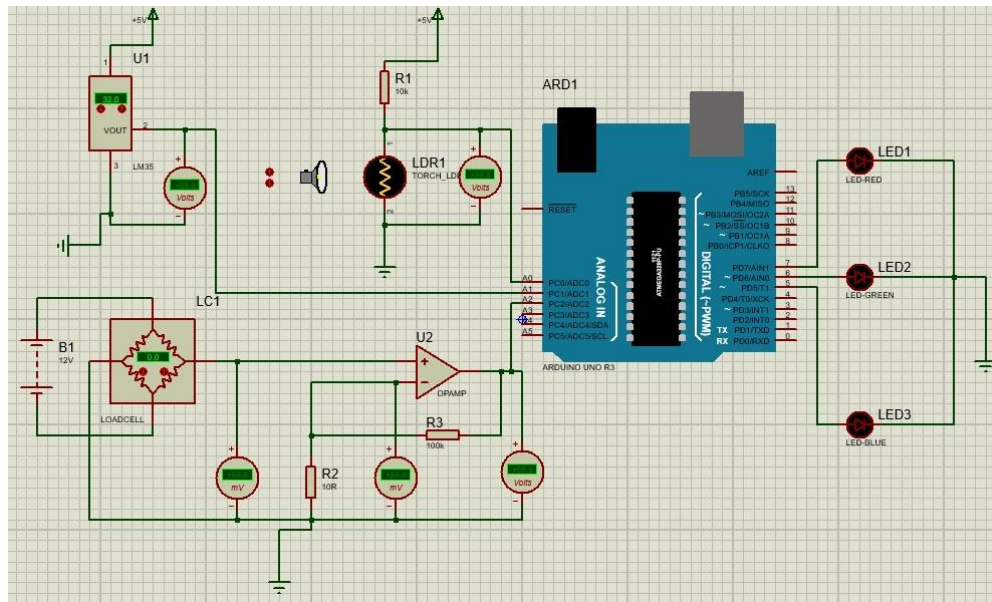 +5V
U1
1
22.0
VOUT
2
3
LM35
Volts
+5V
R1
10k
1
LDR1
TORCH_LD
2
Volts
ARD1
RESET
AREF
PB5/SCK
13
PB4/MISO
12
~PB3/MOSI/OC2A
11
~ PB2/SS/OC1B
10
~ PB1/OC1A
9
PB0/ICP1/CLKO
8
PD7/AIN1
7
~ PD6/AIN0
6
~ PD5/T1
5
PD4/T0/XCK
4
~ PD3/INT1
3
PD2/INT0
2
TX PD1/TXD
1
RX PD0/RXD
0
ANALOG IN
DIGITAL (~PWM)
A0
PC0/ADC0
A1
PC1/ADC1
A2
PC2/ADC2
A3
PC3/ADC3
PC4/ADC4/SDA
A5
PC5/ADC5/SCL
ARDUINO UNO R3
LED1
LED-RED
LED2
LED-GREEN
LED3
LED-BLUE
B1
12V
LC1
0.0
LOADCELL
U2
OPAMP
R3
100k
R2
10R
mV
mV
Volts